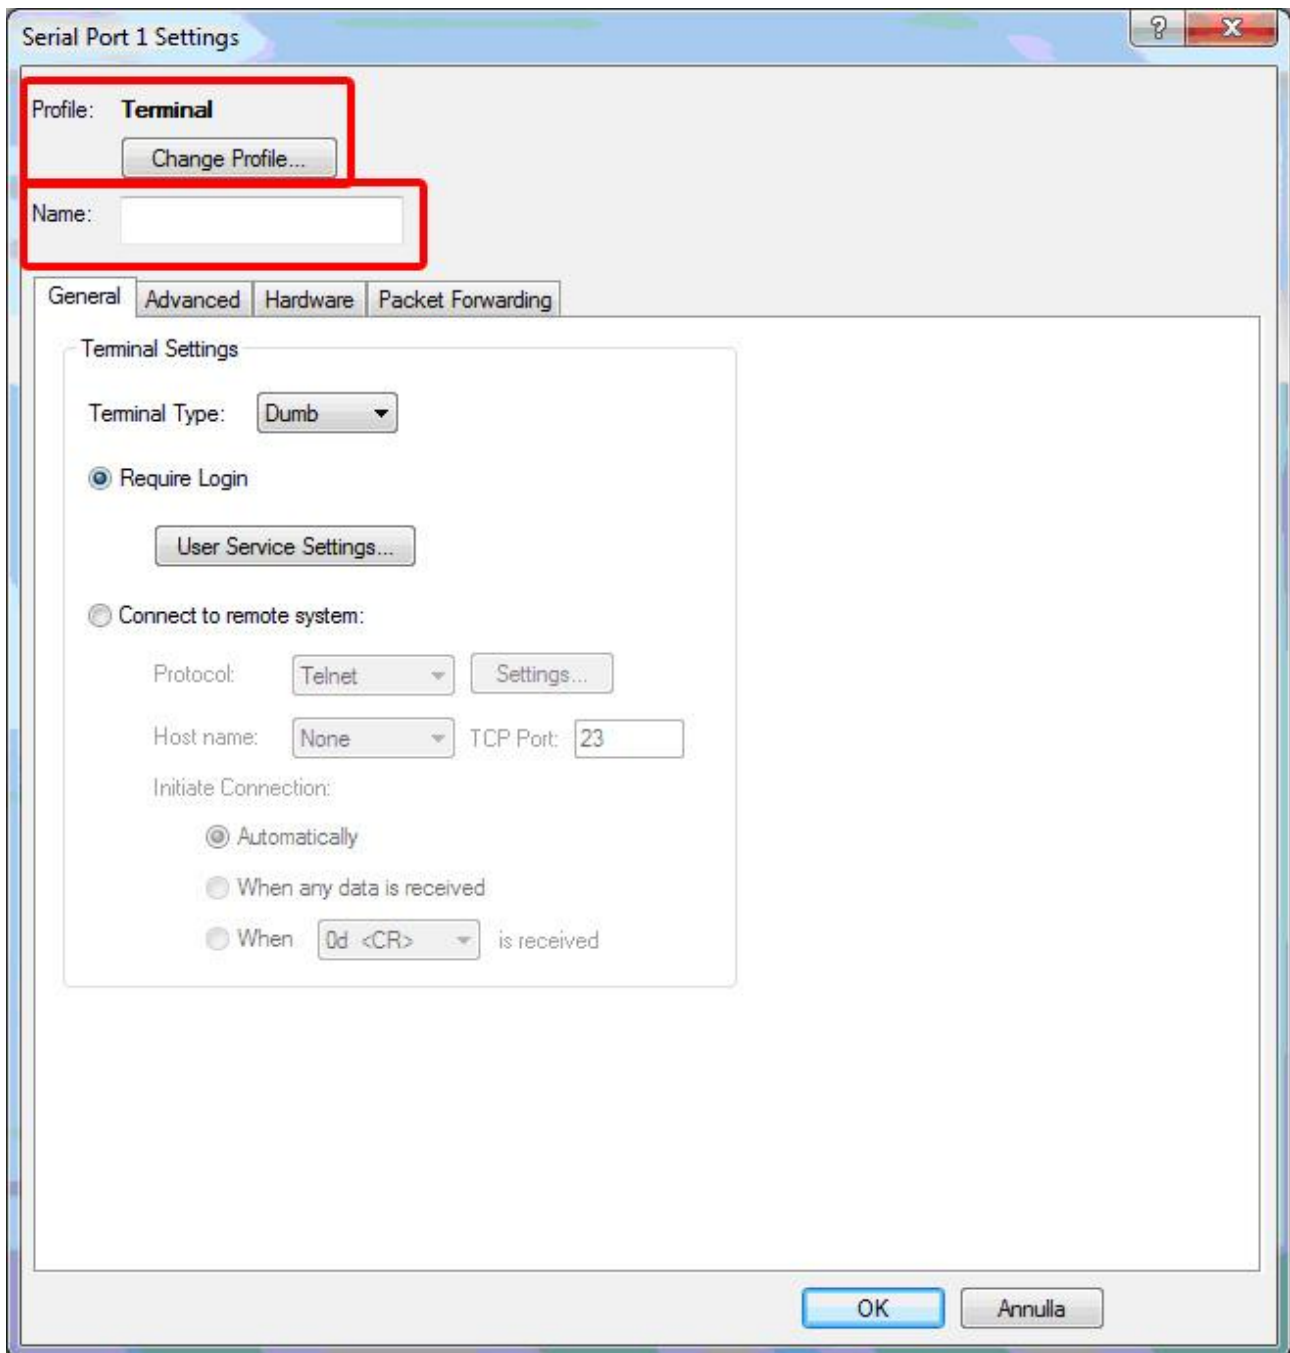 Serial Port 1 Settings
Profile: Terminal
Change Profile...
Name:
General Advanced Hardware Packet Forwarding
Terminal Settings
Terminal Type: Dumb
Require Login
User Service Settings...
Connect to remote system:
Protocol: Telnet Settings...
Host name: None TCP Port: 23
Initiate Connection:
Automatically
When any data is received
When 0d <CR> is received
OK Annulla